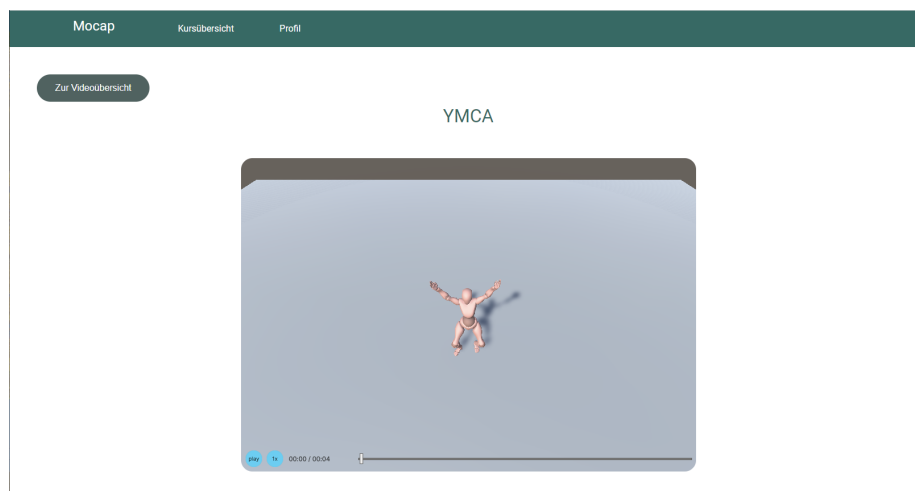 Mocap Kursübersicht Profil
Zur Videoübersicht
YMCA
play 1x 00:00 / 00:04